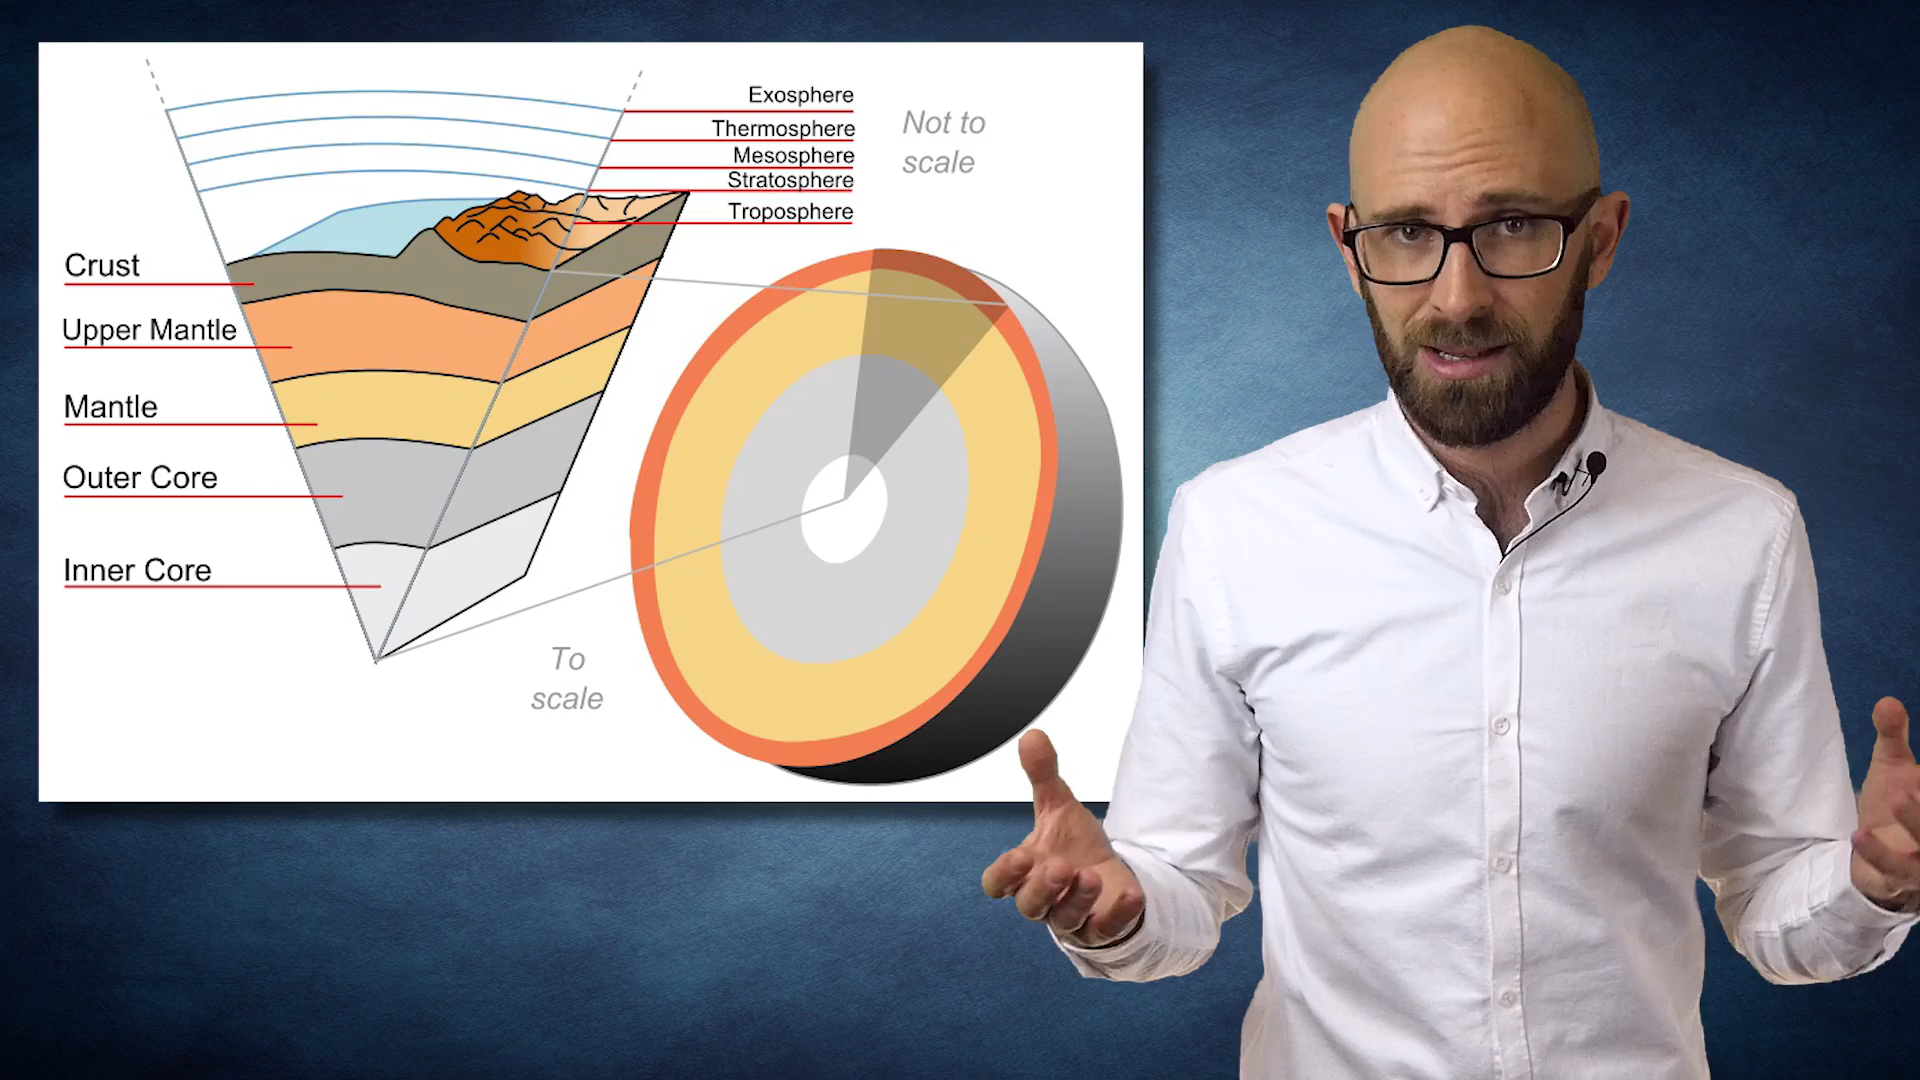 Exosphere
Thermosphere
Mesosphere
Stratosphere
Troposphere
Not to
scale
Crust
Upper Mantle
Mantle
Outer Core
Inner Core
To
scale